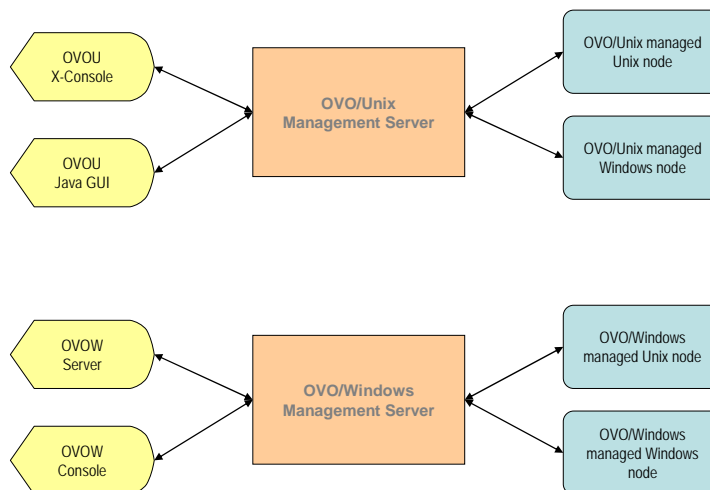 OVOU
X-Console
OVO/Unix
Management Server
OVO/Unix managed
Unix node
OVOU
Java GUI
OVO/Unix managed
Windows node
OVOW
Server
OVO/Windows
Management Server
OVO/Windows
managed Unix node
OVOW
Console
OVO/Windows
managed Windows
node